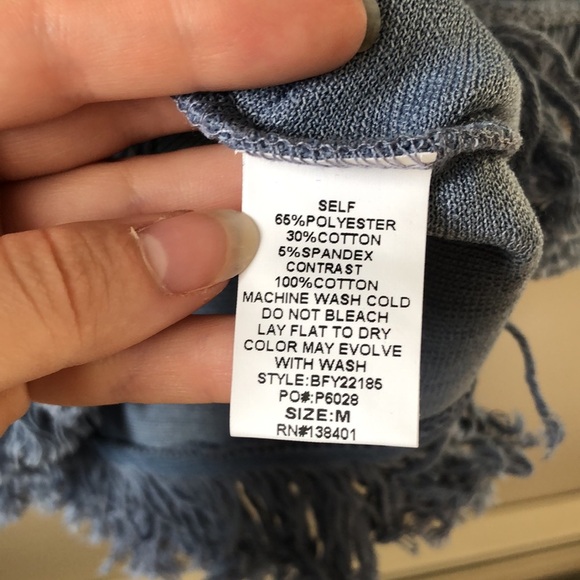 SELF
65%POLYESTER
30%COTTON
5%SPANDEX
CONTRAST
100%COTTON
MACHINE WASH COLD
DO NOT BLEACH
LAY FLAT TO DRY
COLOR MAY EVOLVE
WITH WASH
STYLE:BFY22185
PO#:P6028
SIZE:M
RN#138401